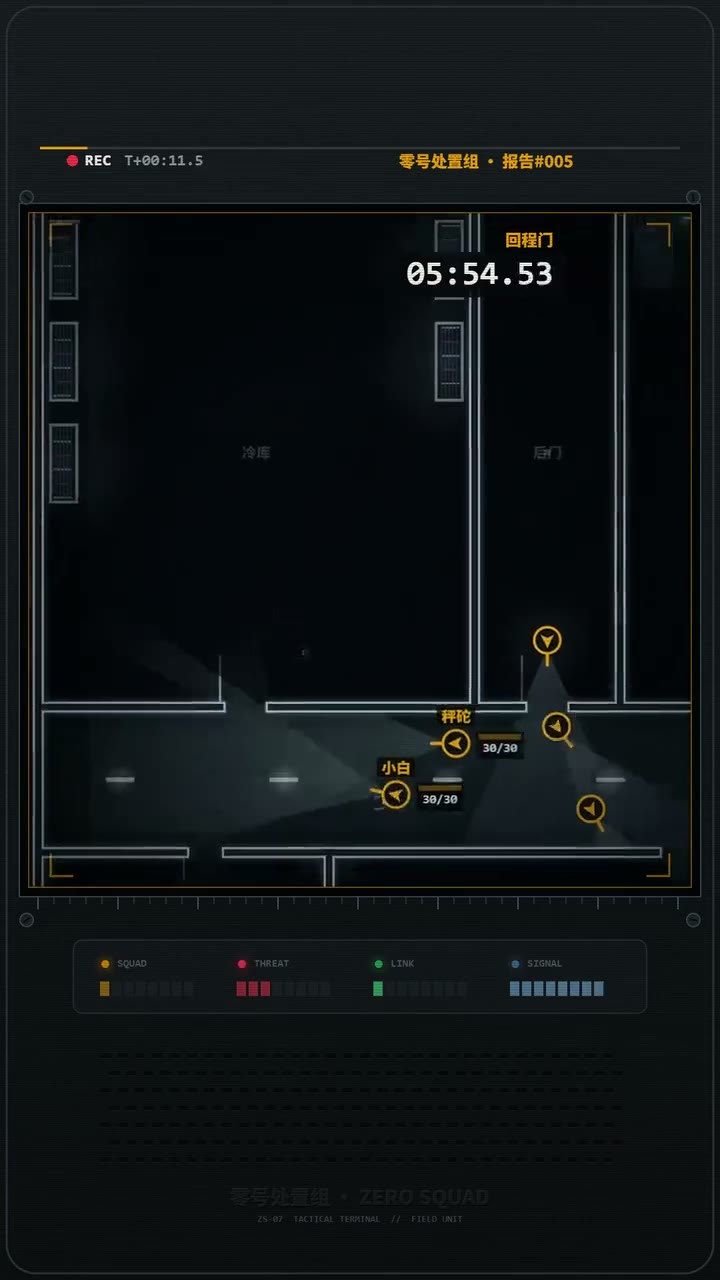 REC T+00:11.5 零号处置组 • 报告#005
回程门
05:54.53
冷库 后门
秤砣
30/30
小白
30/30
SQUAD THREAT LINK SIGNAL
零号处置组 • ZERO SQUAD
ZS-07 TACTICAL TERMINAL // FIELD UNIT